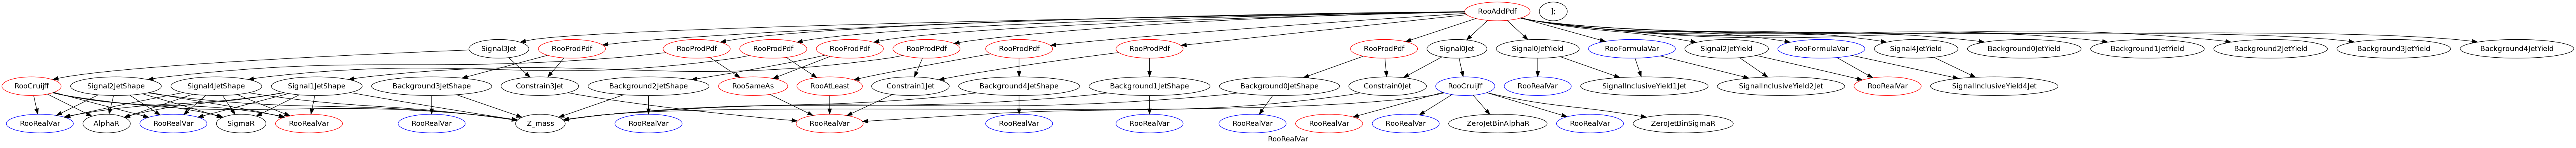 RooAddPdf
];
Signal3Jet
RooProdPdf
RooProdPdf
RooProdPdf
RooProdPdf
RooProdPdf
RooProdPdf
RooProdPdf
RooProdPdf
Signal0Jet
Signal0JetYield
RooFormulaVar
Signal2JetYield
RooFormulaVar
Signal4JetYield
Background0JetYield
Background1JetYield
Background2JetYield
Background3JetYield
Background4JetYield
RooCruijff
Signal2JetShape
Signal4JetShape
Signal1JetShape
Background3JetShape
Constrain3Jet
Background2JetShape
RooSameAs
RooAtLeast
Constrain1Jet
Background4JetShape
Background1JetShape
Background0JetShape
Constrain0Jet
RooCruijff
RooRealVar
SignalInclusiveYield1Jet
SignalInclusiveYield2Jet
RooRealVar
SignalInclusiveYield4Jet
RooRealVar
AlphaR
RooRealVar
SigmaR
RooRealVar
RooRealVar
Z_mass
RooRealVar
RooRealVar
RooRealVar
RooRealVar
RooRealVar
RooRealVar
RooRealVar
ZeroJetBinAlphaR
RooRealVar
ZeroJetBinSigmaR
RooRealVar